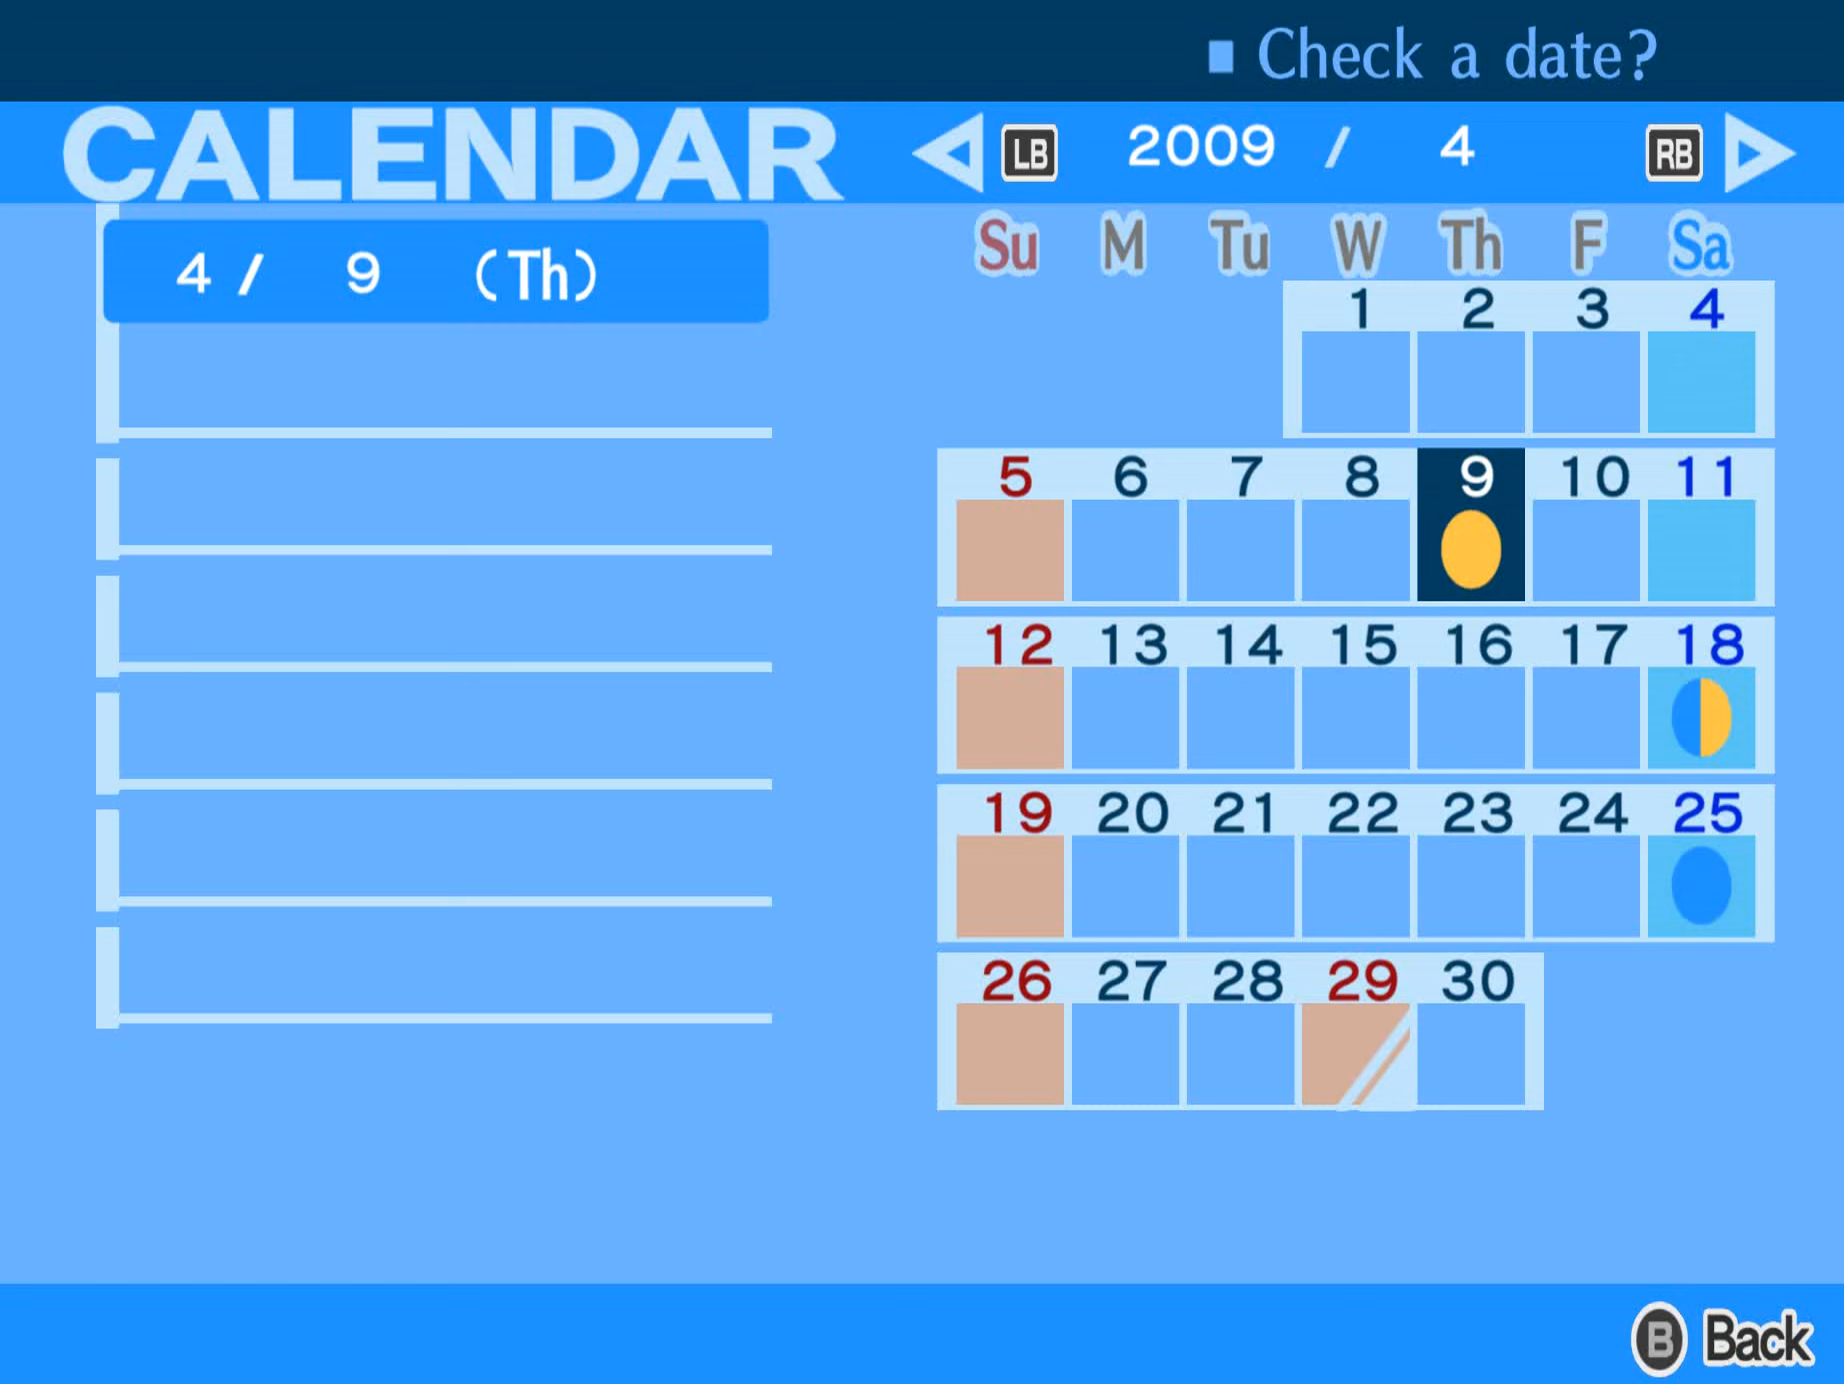 ■ Check a date?
CALENDAR
LB 2009 / 4 RB
4 / 9 (Th)
Su M Tu W Th F Sa
1 2 3 4
5 6 7 8 9 10 11
12 13 14 15 16 17 18
19 20 21 22 23 24 25
26 27 28 29 30
B Back